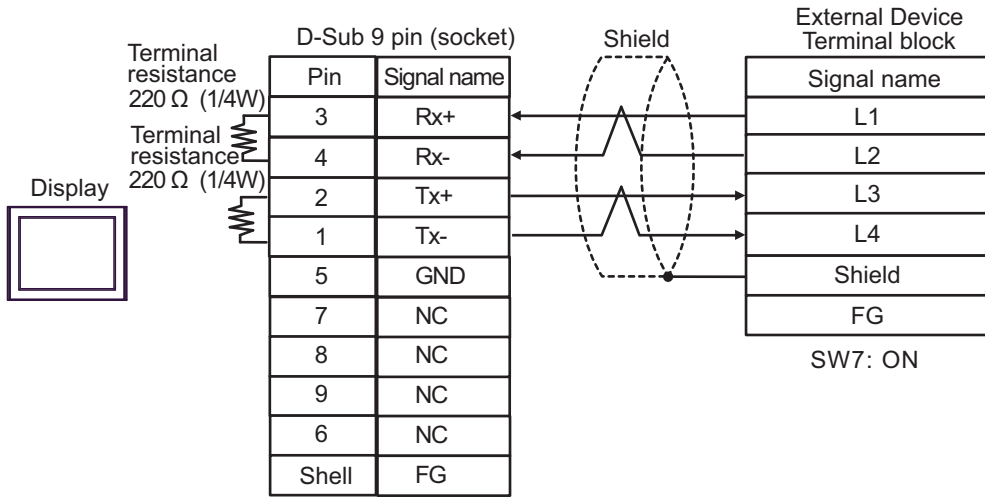 Display
Terminal
resistance
220 Ω (1/4W)
Terminal
resistance
220 Ω (1/4W)
D-Sub 9 pin (socket)
Pin Signal name
3 Rx+
4 Rx-
2 Tx+
1 Tx-
5 GND
7 NC
8 NC
9 NC
6 NC
Shell FG
Shield
External Device
Terminal block
Signal name
L1
L2
L3
L4
Shield
FG
SW7: ON